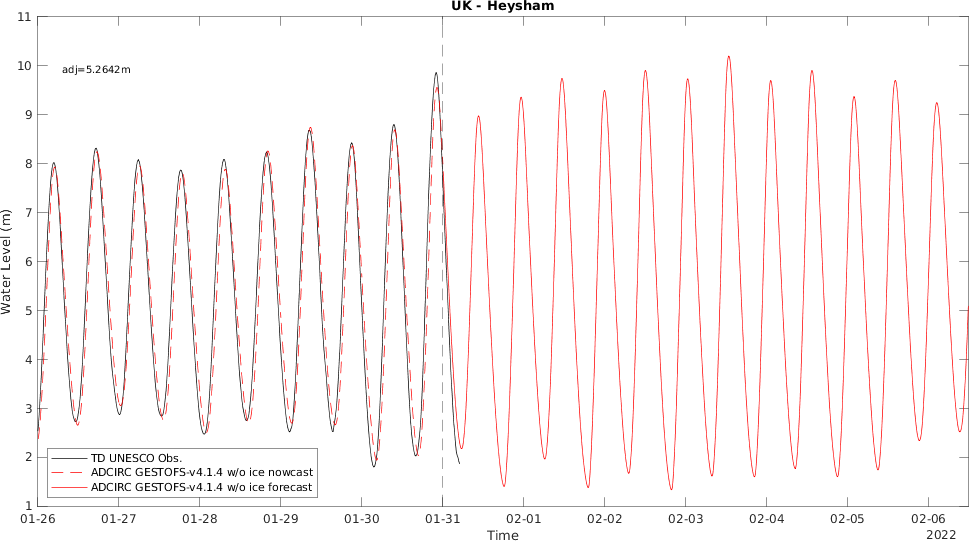 UK - Heysham
adj=5.2642m
11
10
9
8
7
6
5
4
3
2
1
Water Level (m)
TD UNESCO Obs.
ADCIRC GESTOFS-v4.1.4 w/o ice nowcast
ADCIRC GESTOFS-v4.1.4 w/o ice forecast
01-26 01-27 01-28 01-29 01-30 01-31 02-01 02-02 02-03 02-04 02-05 02-06
Time
2022